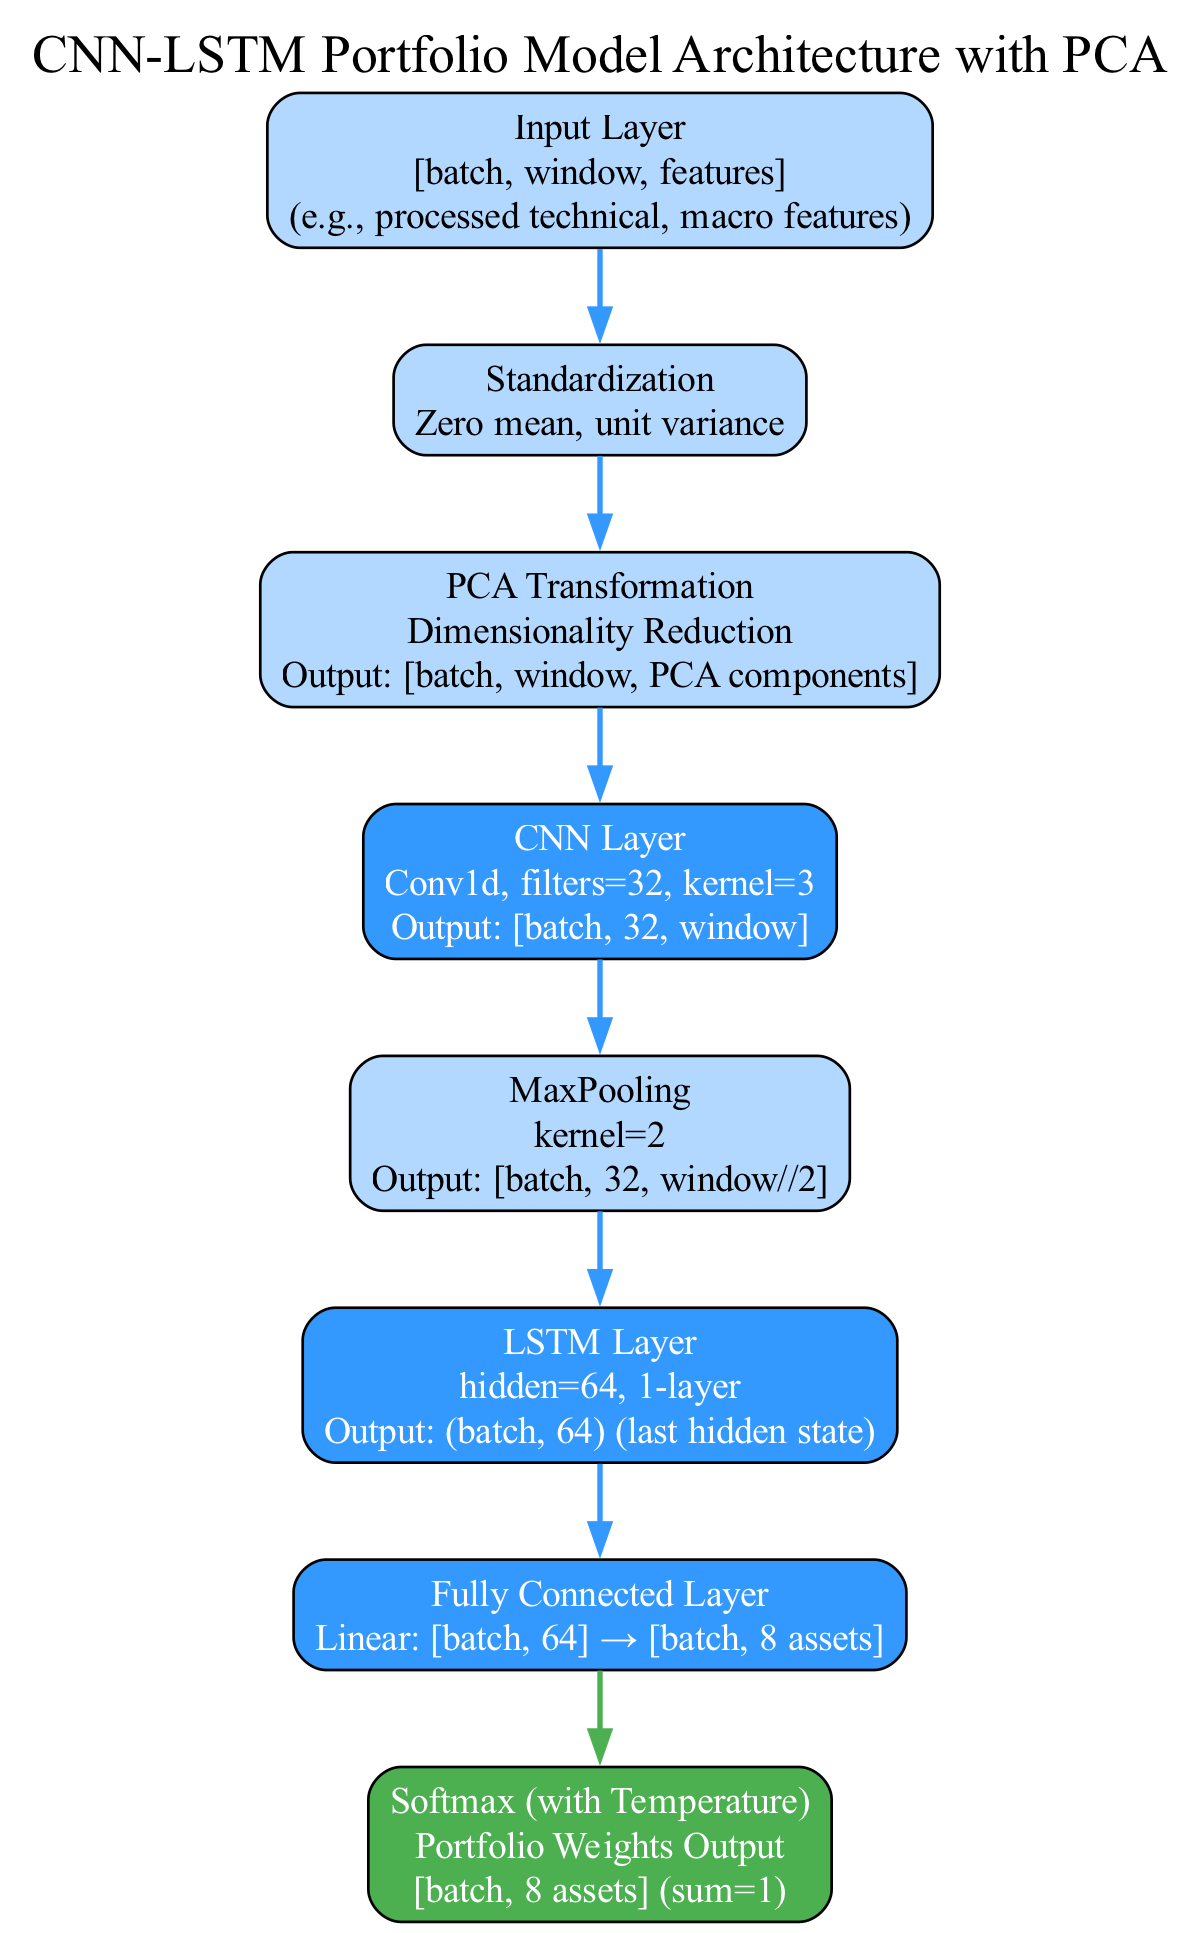 CNN-LSTM Portfolio Model Architecture with PCA
Input Layer
[batch, window, features]
(e.g., processed technical, macro features)
Standardization
Zero mean, unit variance
PCA Transformation
Dimensionality Reduction
Output: [batch, window, PCA components]
CNN Layer
Conv1d, filters=32, kernel=3
Output: [batch, 32, window]
MaxPooling
kernel=2
Output: [batch, 32, window//2]
LSTM Layer
hidden=64, 1-layer
Output: (batch, 64) (last hidden state)
Fully Connected Layer
Linear: [batch, 64] → [batch, 8 assets]
Softmax (with Temperature)
Portfolio Weights Output
[batch, 8 assets] (sum=1)